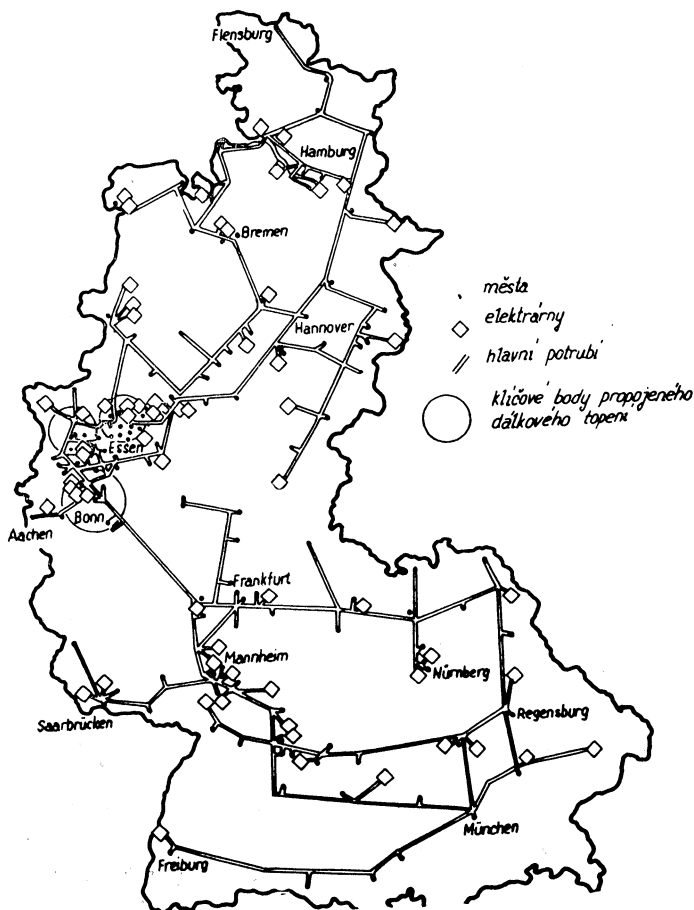 Flensburg
Hamburg
Bremen
města
elektrárny
Hannover
hlavní potrubí
klíčové body propojeného
dálkového topení
Essen
Bonn
Aachen
Frankfurt
Mannheim
Nürnberg
Saarbrücken
Regensburg
München
Freiburg